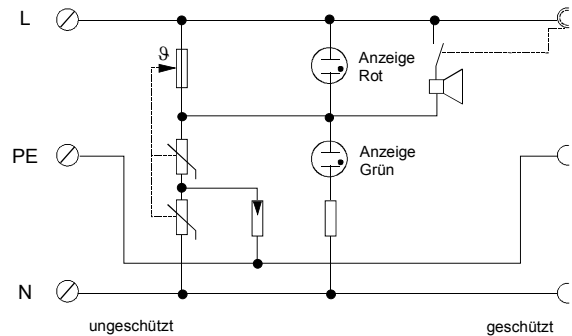 L
ϑ
Anzeige
Rot
PE
Anzeige
Grün
N
ungeschützt
geschützt